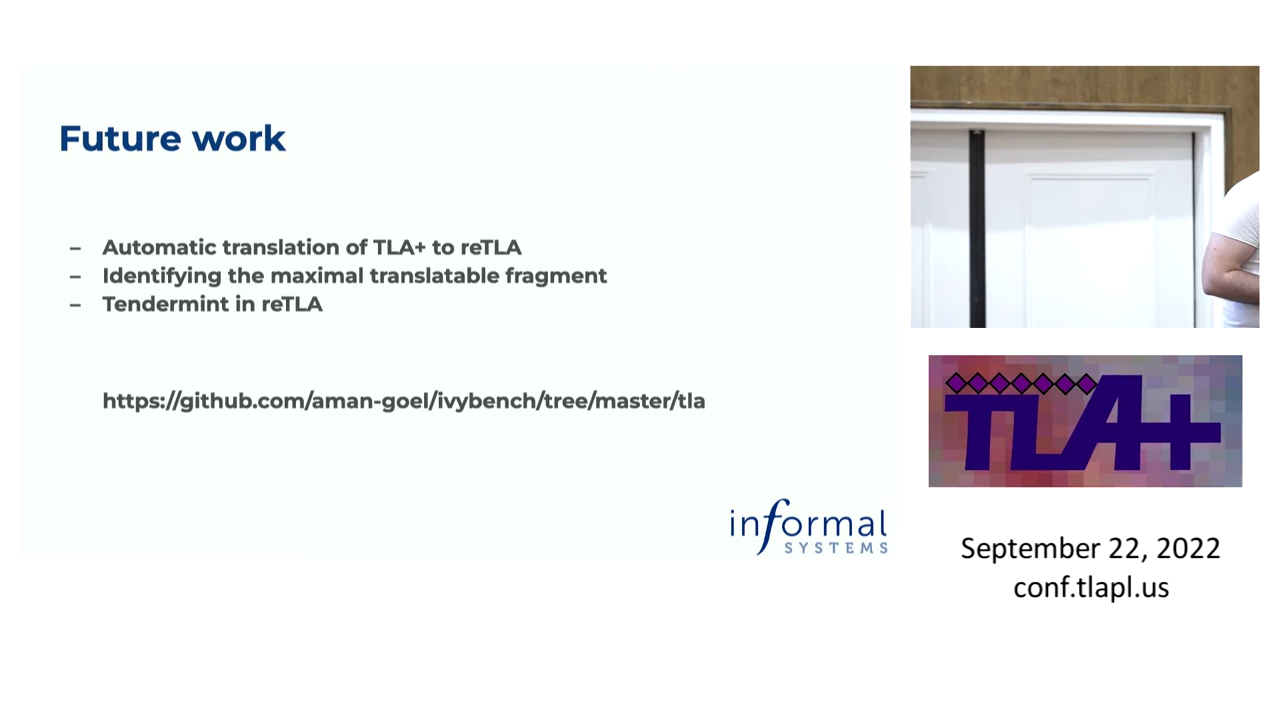 Future work
– Automatic translation of TLA+ to reTLA
– Identifying the maximal translatable fragment
– Tendermint in reTLA
https://github.com/aman-goel/ivybench/tree/master/tla
informal
SYSTEMS
TLA+
September 22, 2022
conf.tlapl.us